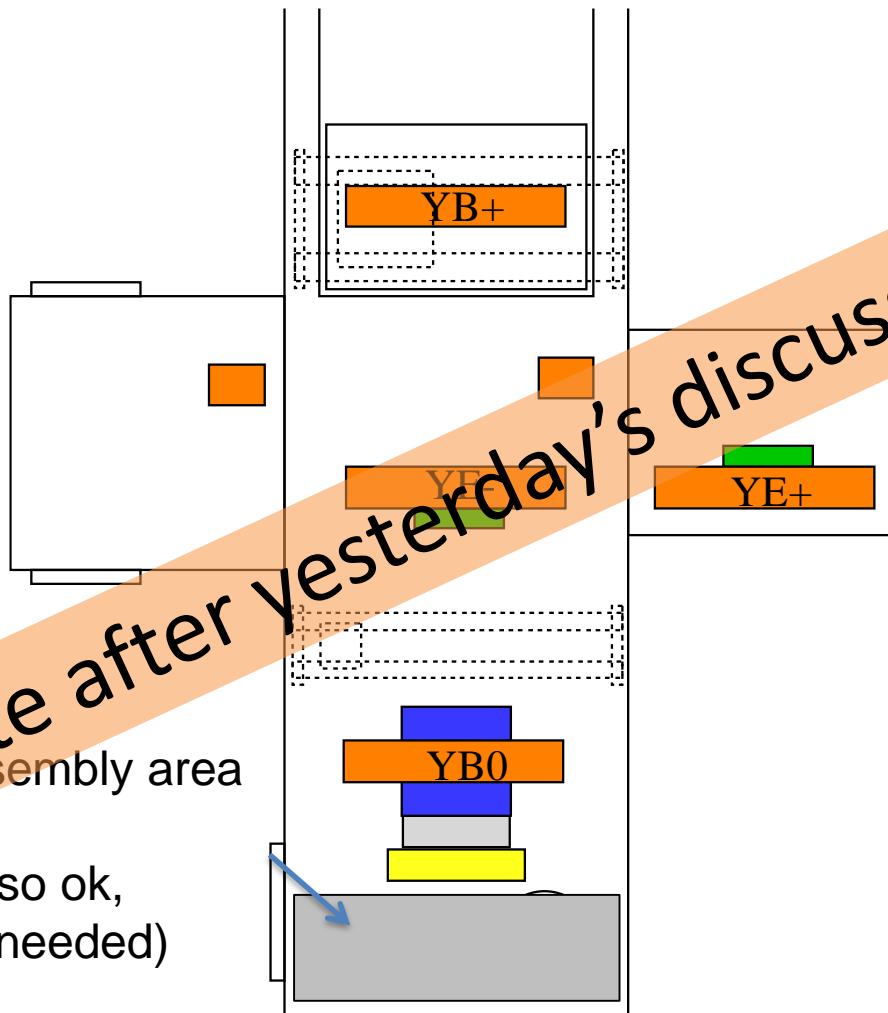 YB+
te after yesterday's discuss
YE-
YE+
sembly area
YB0
so ok,
needed)